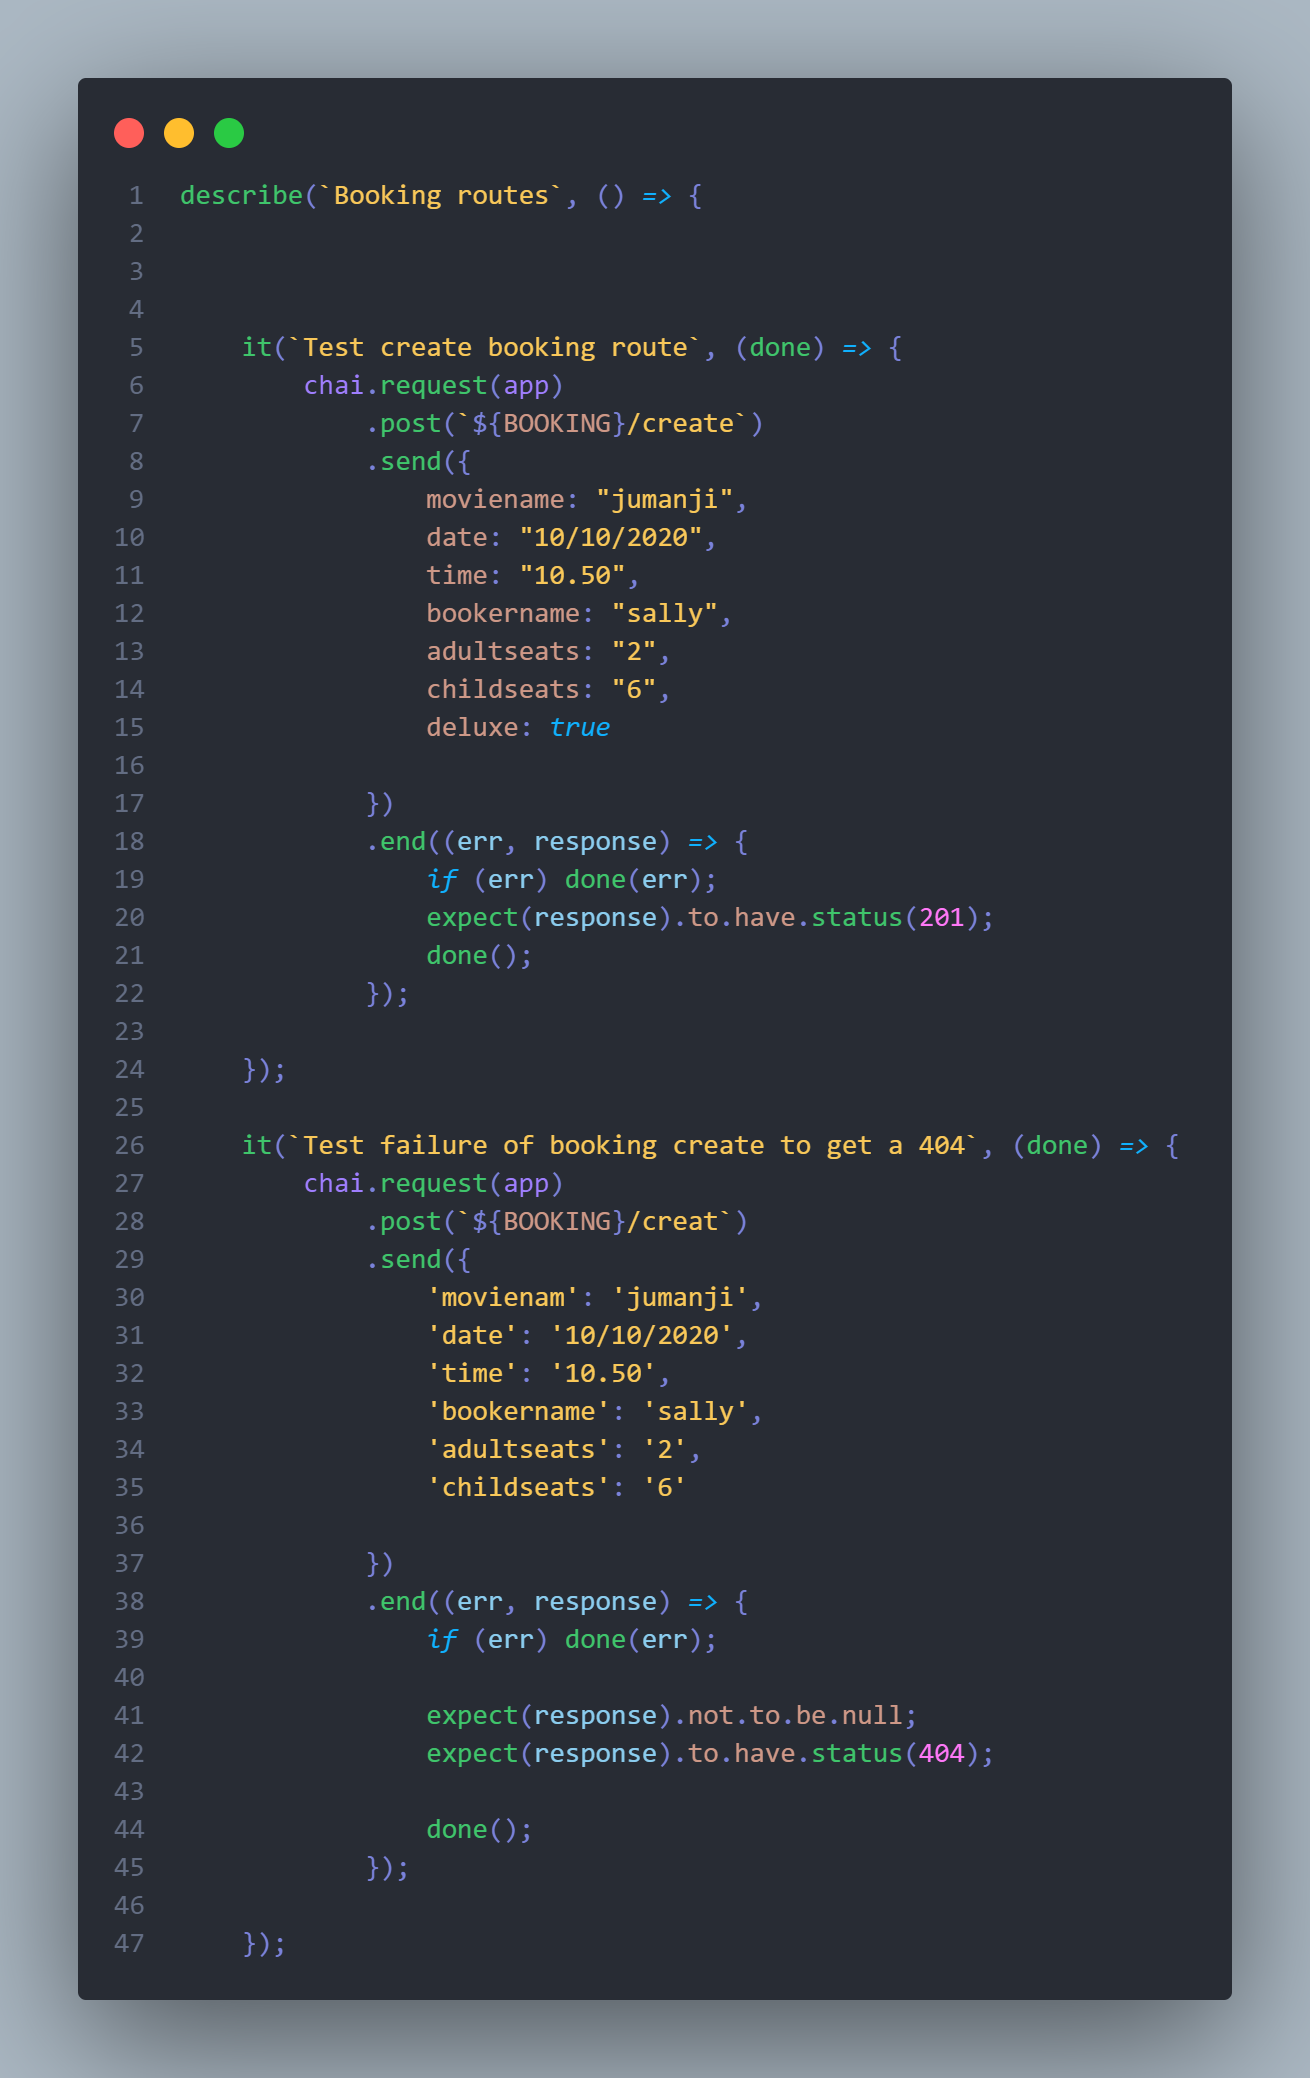 1 describe(`Booking routes`, () => {
2
3
4
5     it(`Test create booking route`, (done) => {
6         chai.request(app)
7             .post(`${BOOKING}/create`)
8             .send({
9                 moviename: "jumanji",
10                 date: "10/10/2020",
11                 time: "10.50",
12                 bookername: "sally",
13                 adultseats: "2",
14                 childseats: "6",
15                 deluxe: true
16
17             })
18             .end((err, response) => {
19                 if (err) done(err);
20                 expect(response).to.have.status(201);
21                 done();
22             });
23
24     });
25
26     it(`Test failure of booking create to get a 404`, (done) => {
27         chai.request(app)
28             .post(`${BOOKING}/creat`)
29             .send({
30                 'movienam': 'jumanji',
31                 'date': '10/10/2020',
32                 'time': '10.50',
33                 'bookername': 'sally',
34                 'adultseats': '2',
35                 'childseats': '6'
36
37             })
38             .end((err, response) => {
39                 if (err) done(err);
40
41                 expect(response).not.to.be.null;
42                 expect(response).to.have.status(404);
43
44                 done();
45             });
46
47     });